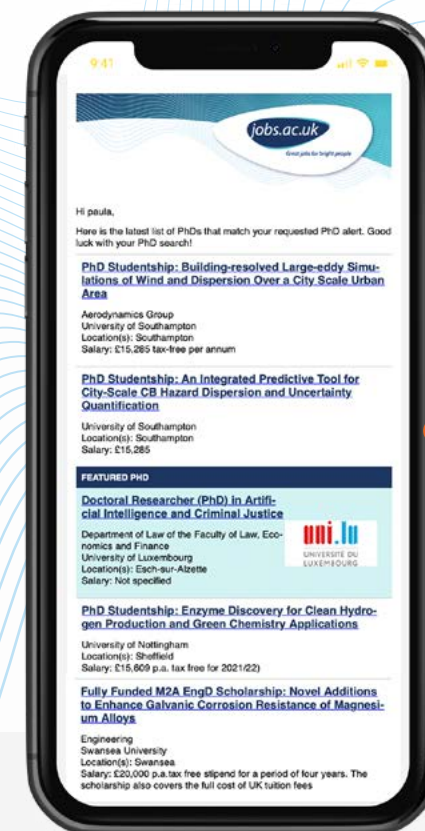 9:41
jobs.ac.uk
Great jobs for bright people
Hi paula,
Here is the latest list of PhDs that match your requested PhD alert. Good
luck with your PhD search!
PhD Studentship: Building-resolved Large-eddy Simu-
lations of Wind and Dispersion Over a City Scale Urban
Area
Aerodynamics Group
University of Southampton
Location(s): Southampton
Salary: £15,285 tax-free per annum
PhD Studentship: An Integrated Predictive Tool for
City-Scale CB Hazard Dispersion and Uncertainty
Quantification
University of Southampton
Location(s): Southampton
Salary: £15,285
FEATURED PHD
Doctoral Researcher (PhD) in Artifi-
cial Intelligence and Criminal Justice
Department of Law of the Faculty of Law, Eco-
nomics and Finance
University of Luxembourg
Location(s): Esch-sur-Alzette
Salary: Not specified
uni.lu
UNIVERSITÉ DU
LUXEMBOURG
PhD Studentship: Enzyme Discovery for Clean Hydro-
gen Production and Green Chemistry Applications
University of Nottingham
Location(s): Sheffield
Salary: £15,609 p.a. tax free for 2021/22)
Fully Funded M2A EngD Scholarship: Novel Additions
to Enhance Galvanic Corrosion Resistance of Magnesi-
um Alloys
Engineering
Swansea University
Location(s): Swansea
Salary: £20,000 p.a.tax free stipend for a period of four years. The
scholarship also covers the full cost of UK tuition fees